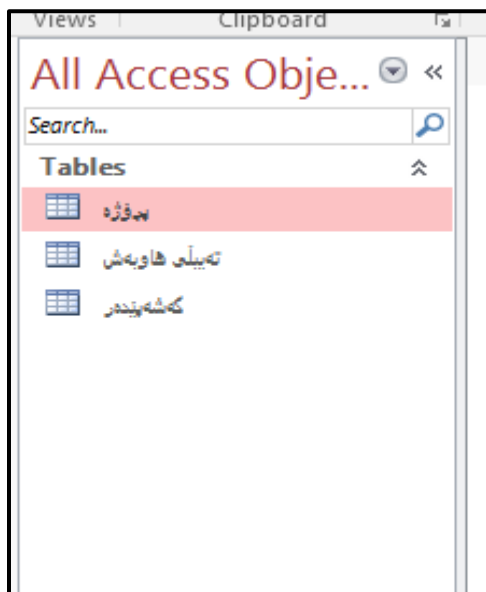 Views
Clipboard
All Access Obje...
Search...
Tables
پرۆژە
تەیبڵی هاوبەش
گەشەپێدەر